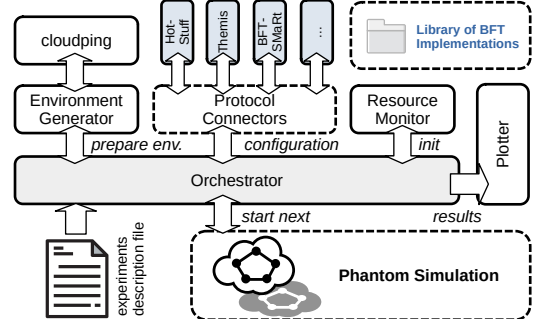 cloudping
Hot-
Stuff
Themis
BFT-
SMaRt
...
Library of BFT
Implementations
Environment
Generator
Protocol
Connectors
Resource
Monitor
Plotter
prepare env.
configuration
init
Orchestrator
start next
results
experiments
description file
Phantom Simulation